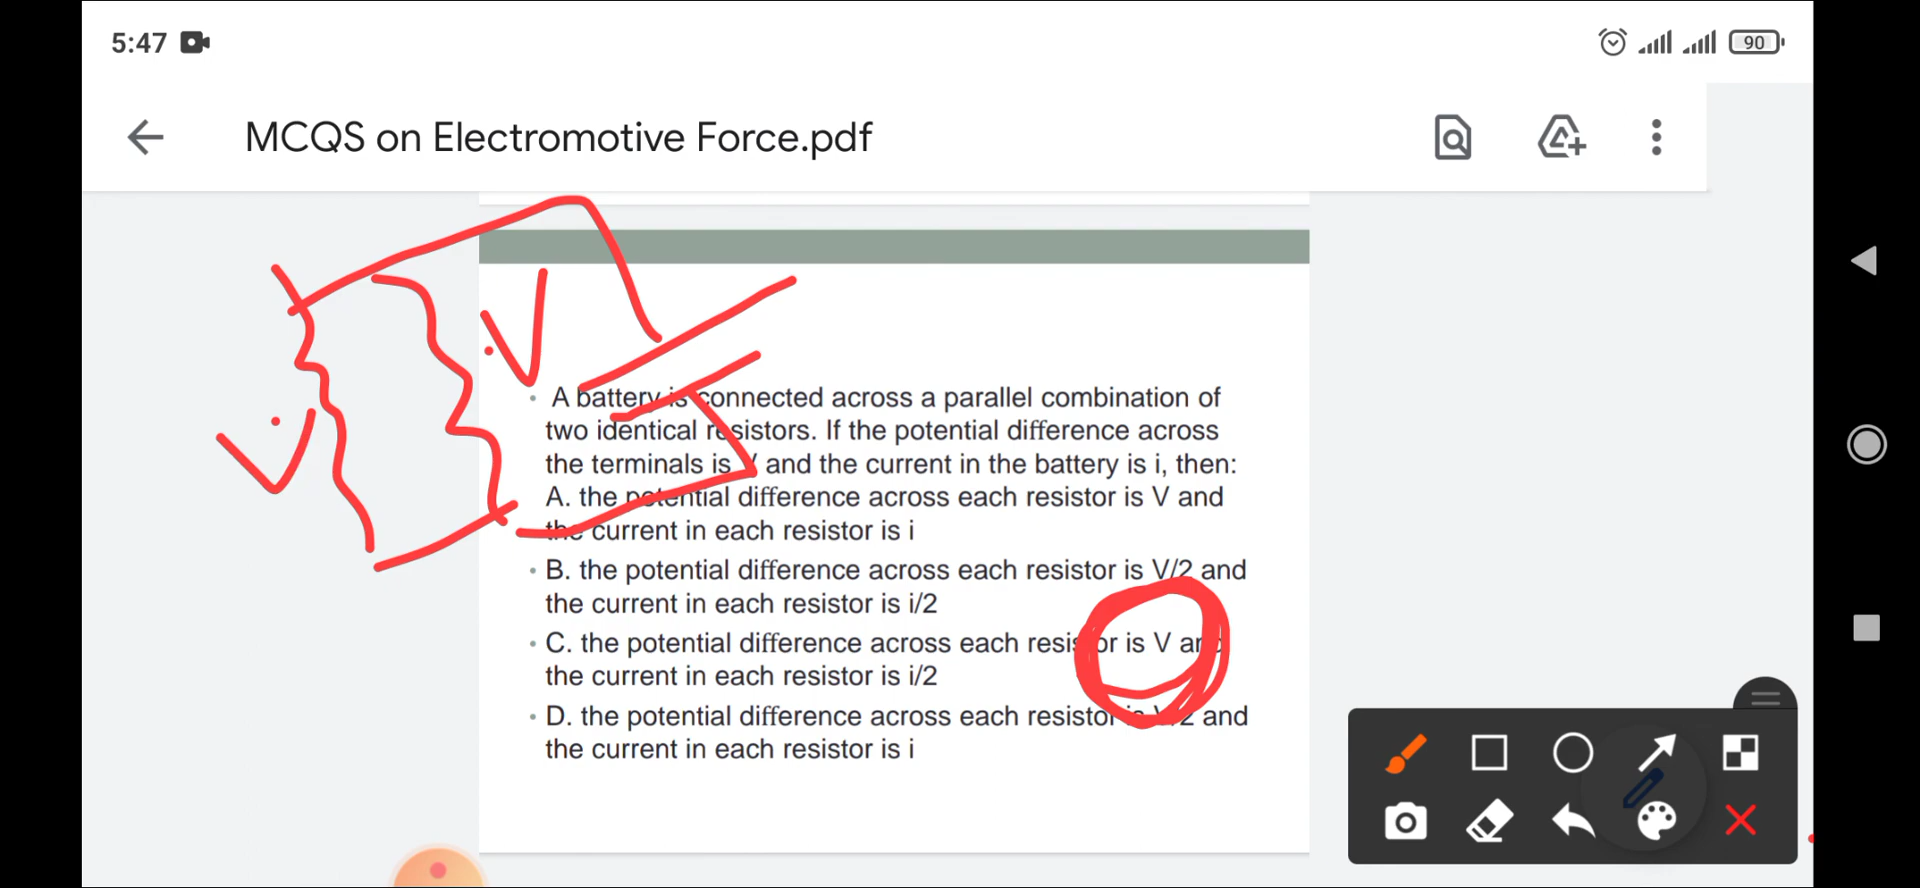 5:47
90
MCQS on Electromotive Force.pdf
V
V
• A battery is connected across a parallel combination of
two identical resistors. If the potential difference across
the terminals is V and the current in the battery is i, then:
A. the potential difference across each resistor is V and
the current in each resistor is i
• B. the potential difference across each resistor is V/2 and
the current in each resistor is i/2
• C. the potential difference across each resistor is V and
the current in each resistor is i/2
• D. the potential difference across each resistor is V/2 and
the current in each resistor is i